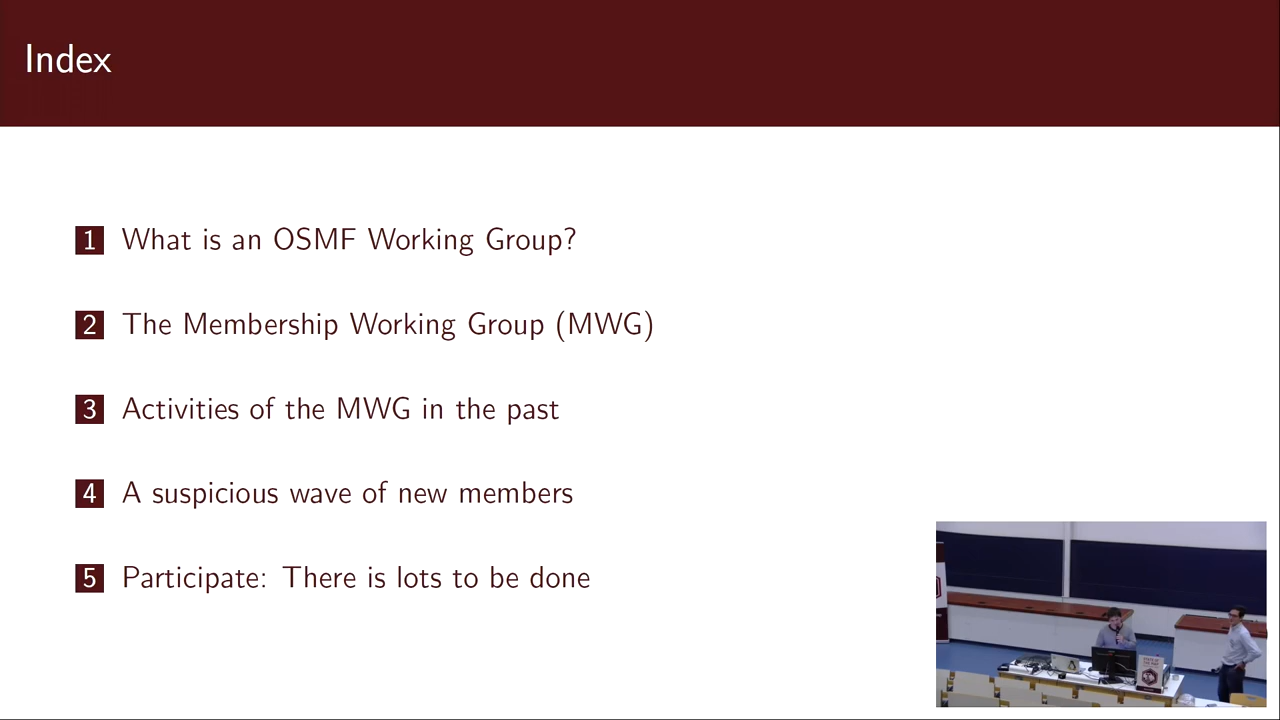 Index
1 What is an OSMF Working Group?
2 The Membership Working Group (MWG)
3 Activities of the MWG in the past
4 A suspicious wave of new members
5 Participate: There is lots to be done